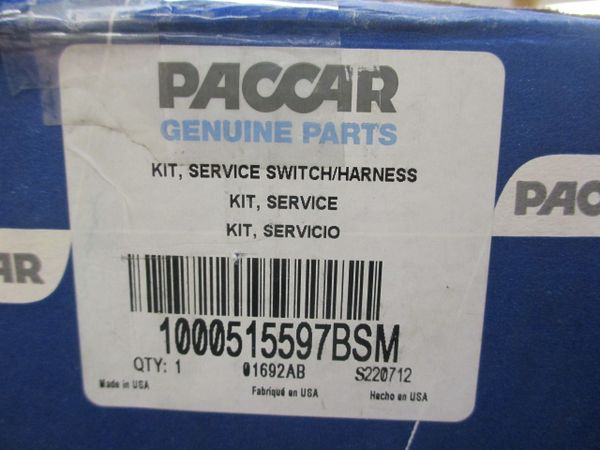 PACCAR
GENUINE PARTS
KIT, SERVICE SWITCH/HARNESS
KIT, SERVICE
KIT, SERVICIO
1000515597BSM
QTY: 1 01692AB S220712
Made in USA Fabriqué en USA Hecho en USA
PAC
AR